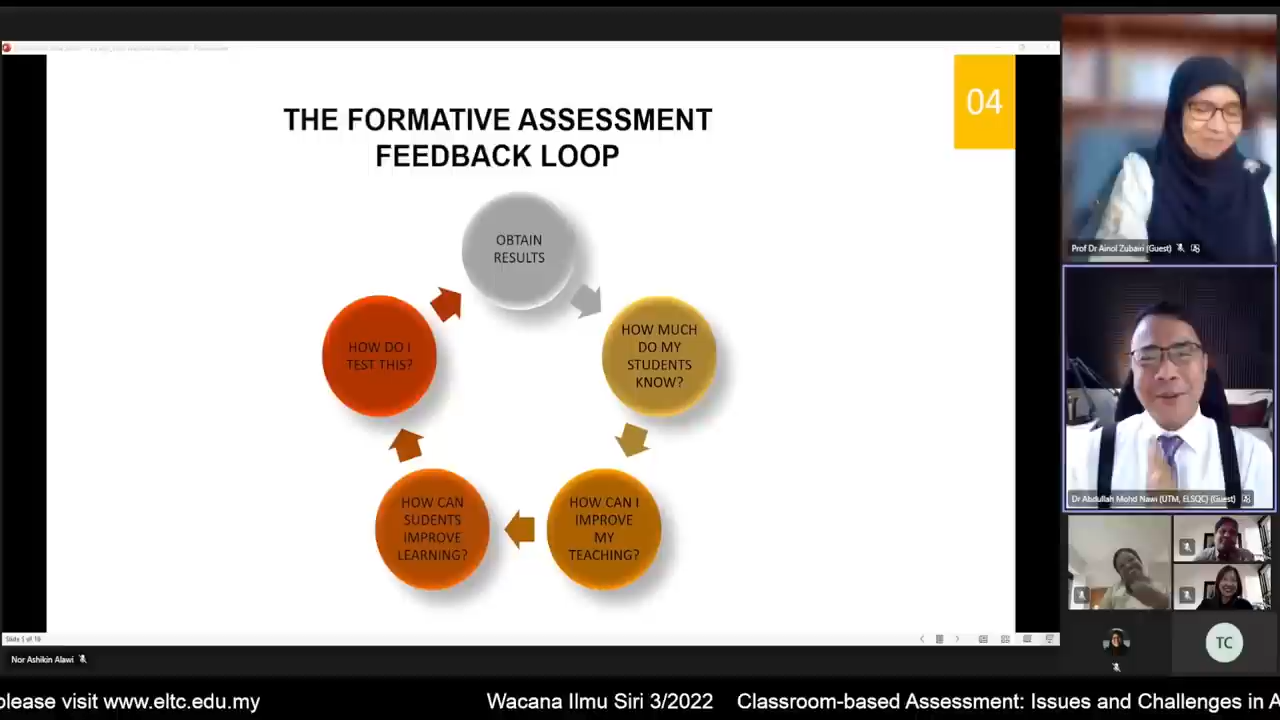 04
THE FORMATIVE ASSESSMENT
FEEDBACK LOOP
OBTAIN
RESULTS
HOW MUCH
DO MY
STUDENTS
KNOW?
HOW CAN I
IMPROVE
MY
TEACHING?
HOW CAN
SUDENTS
IMPROVE
LEARNING?
HOW DO I
TEST THIS?
Prof Dr Ainol Zubairi (Guest)
Dr Abdullah Mohd Nawi (UTM, ELSQC) (Guest)
TC
Nor Ashikin Alawi
please visit www.eltc.edu.my Wacana Ilmu Siri 3/2022 Classroom-based Assessment: Issues and Challenges in A